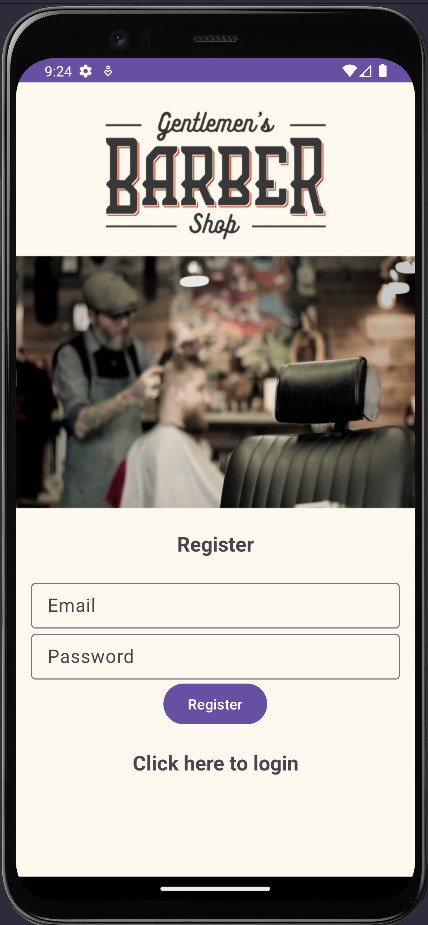 9:24
Gentlemen's
BARBER
Shop
Register
Email
Password
Register
Click here to login